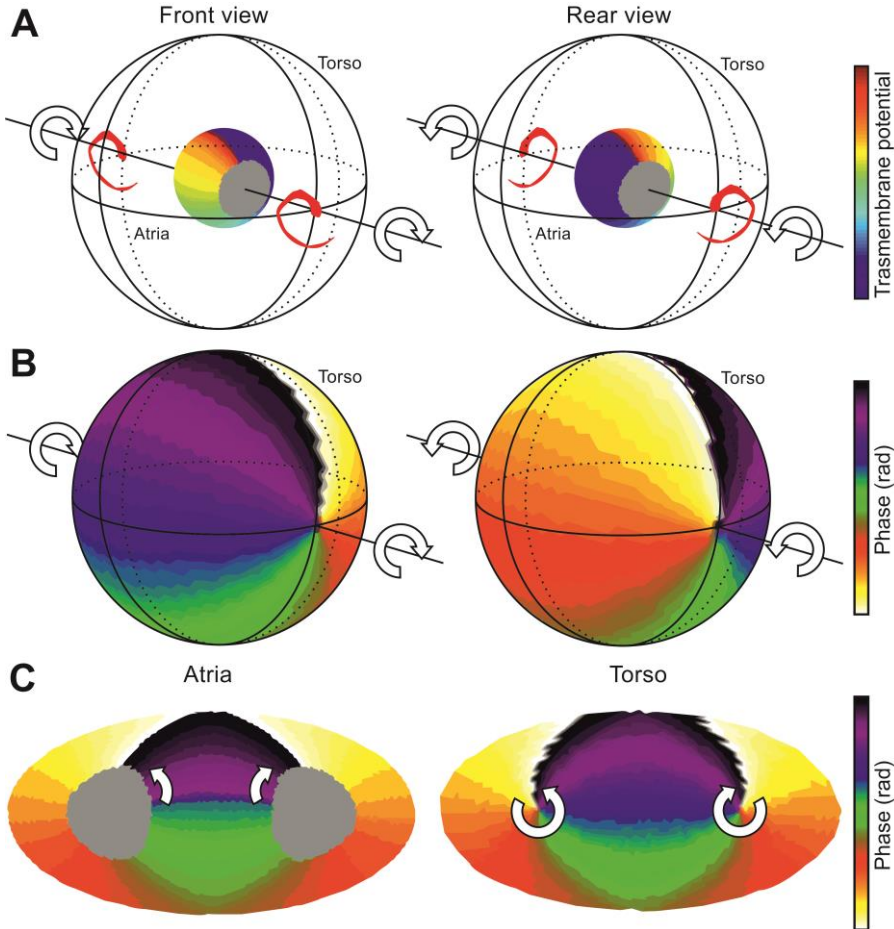 A
Front view
Rear view
Torso
Torso
Atria
Atria
Trasmembrane potential
B
Torso
Torso
Phase (rad)
C
Atria
Torso
Phase (rad)